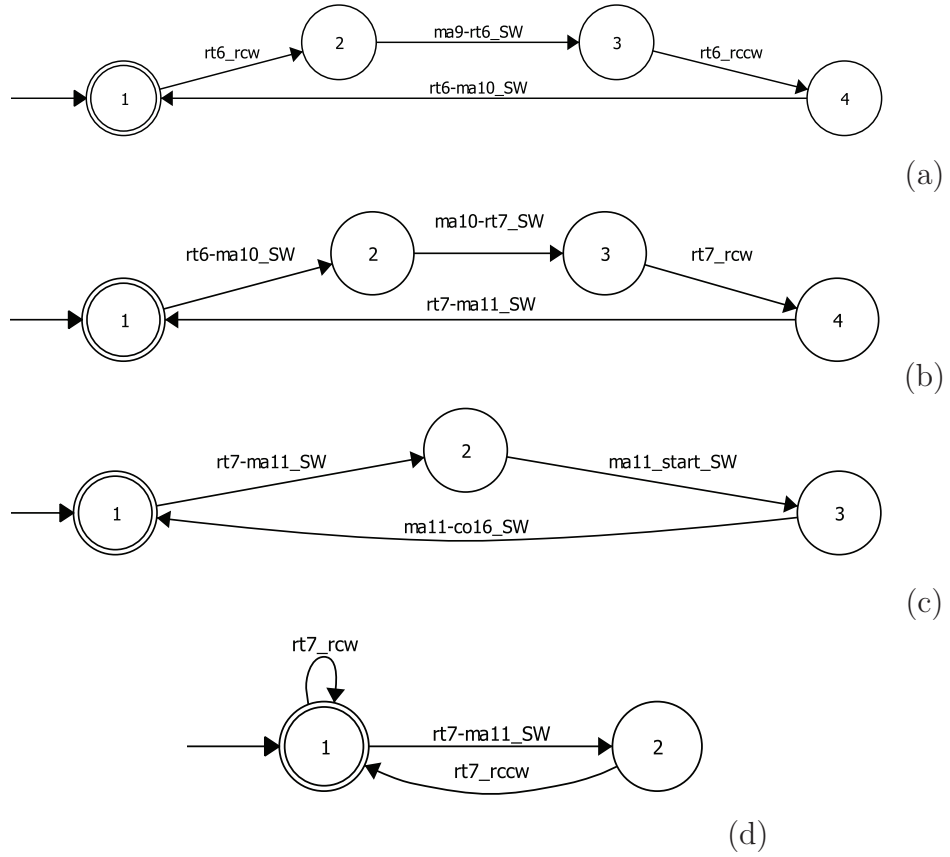 rt6_rcw
ma9-rt6_SW
rt6_rccw
rt6-ma10_SW
1
2
3
4
(a)
rt6-ma10_SW
ma10-rt7_SW
rt7_rcw
rt7-ma11_SW
1
2
3
4
(b)
rt7-ma11_SW
ma11_start_SW
ma11-co16_SW
1
2
3
(c)
rt7_rcw
rt7-ma11_SW
rt7_rccw
1
2
(d)